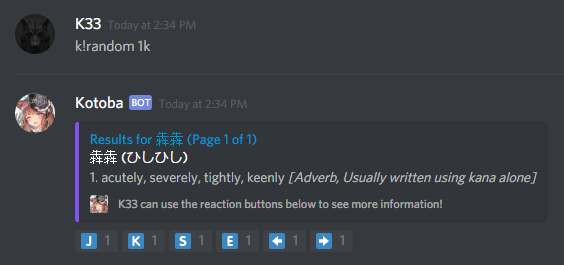 K33 Today at 2:34 PM
k!random 1k
Kotoba BOT Today at 2:34 PM
Results for 犇犇 (Page 1 of 1)
犇犇 (ひしひし)
1. acutely, severely, tightly, keenly [Adverb, Usually written using kana alone]
K33 can use the reaction buttons below to see more information!
J 1 K 1 S 1 E 1 ← 1 → 1